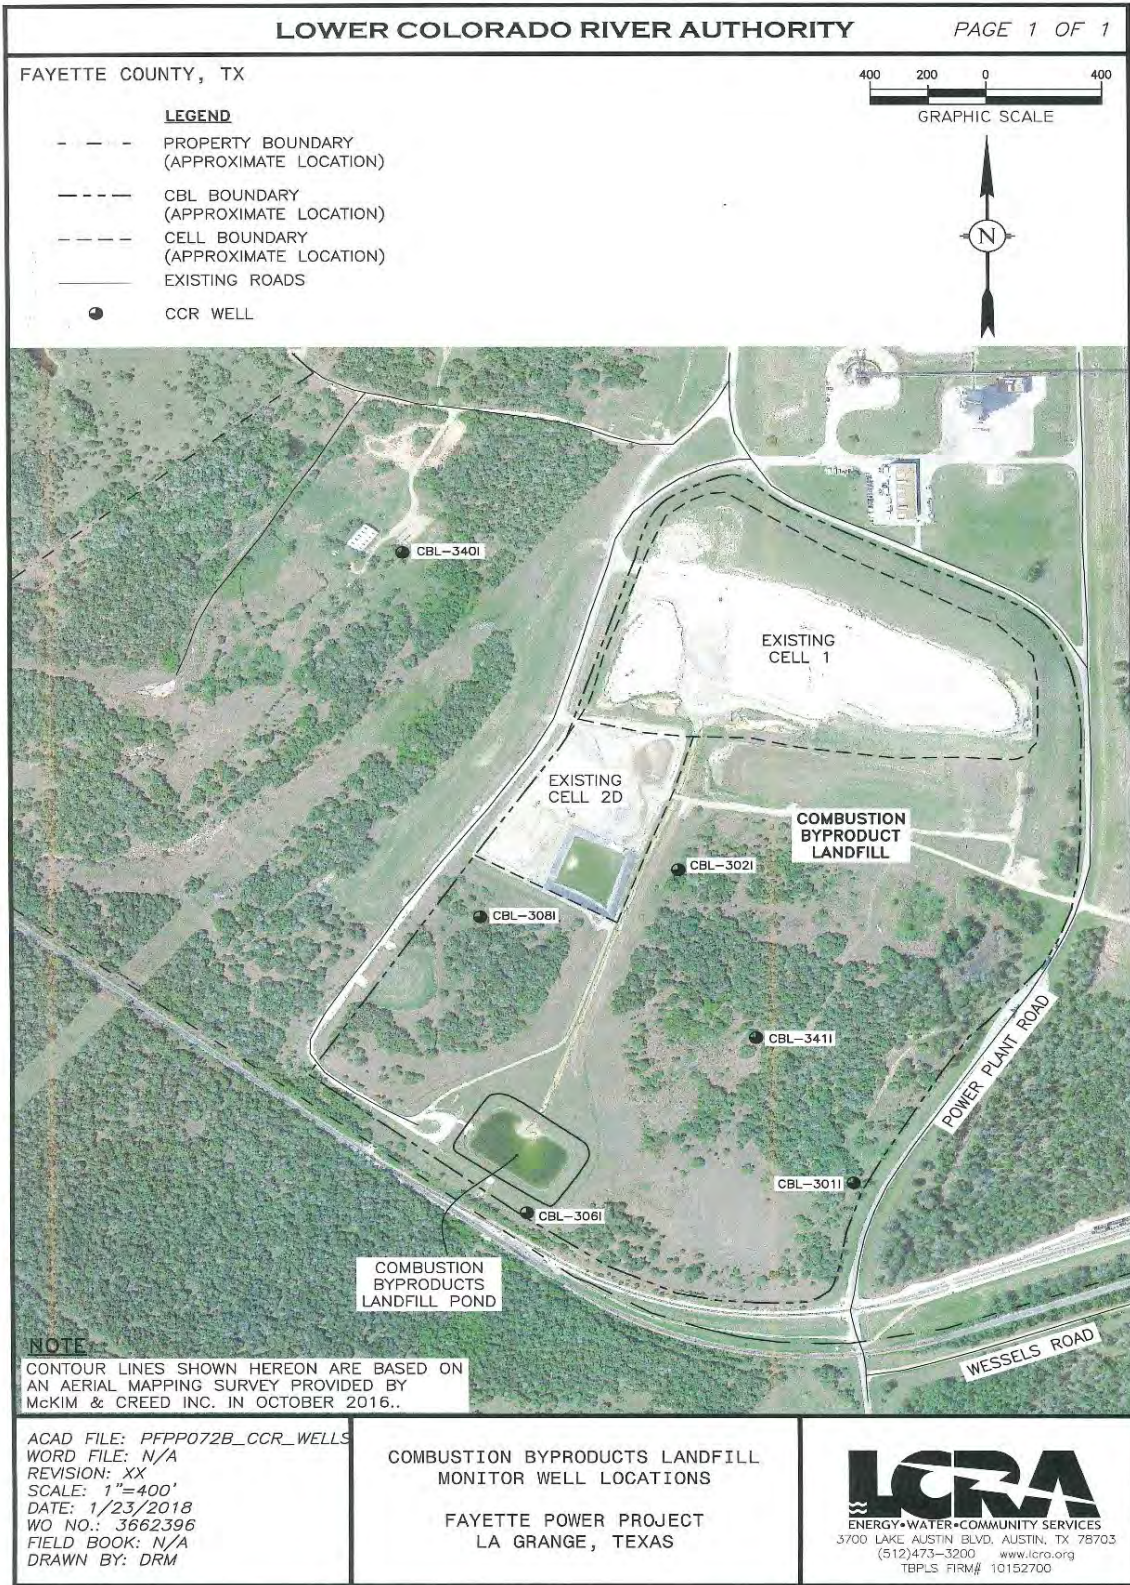 LOWER COLORADO RIVER AUTHORITY
PAGE 1 OF 1
FAYETTE COUNTY, TX
LEGEND
PROPERTY BOUNDARY
(APPROXIMATE LOCATION)
CBL BOUNDARY
(APPROXIMATE LOCATION)
CELL BOUNDARY
(APPROXIMATE LOCATION)
EXISTING ROADS
CCR WELL
400 200 0 400
GRAPHIC SCALE
N
CBL-340I
EXISTING
CELL 1
EXISTING
CELL 2D
COMBUSTION
BYPRODUCT
LANDFILL
CBL-302I
CBL-308I
CBL-341I
POWER PLANT ROAD
CBL-301I
CBL-306I
COMBUSTION
BYPRODUCTS
LANDFILL POND
WESSELS ROAD
NOTE
CONTOUR LINES SHOWN HEREON ARE BASED ON
AN AERIAL MAPPING SURVEY PROVIDED BY
McKIM & CREED INC. IN OCTOBER 2016..
ACAD FILE: PFPP072B_CCR_WELLS
WORD FILE: N/A
REVISION: XX
SCALE: 1"=400'
DATE: 1/23/2018
WO NO.: 3662396
FIELD BOOK: N/A
DRAWN BY: DRM
COMBUSTION BYPRODUCTS LANDFILL
MONITOR WELL LOCATIONS
FAYETTE POWER PROJECT
LA GRANGE, TEXAS
LCRA
ENERGY•WATER•COMMUNITY SERVICES
3700 LAKE AUSTIN BLVD. AUSTIN, TX 78703
(512)473-3200 www.lcra.org
TBPLS FIRM# 10152700